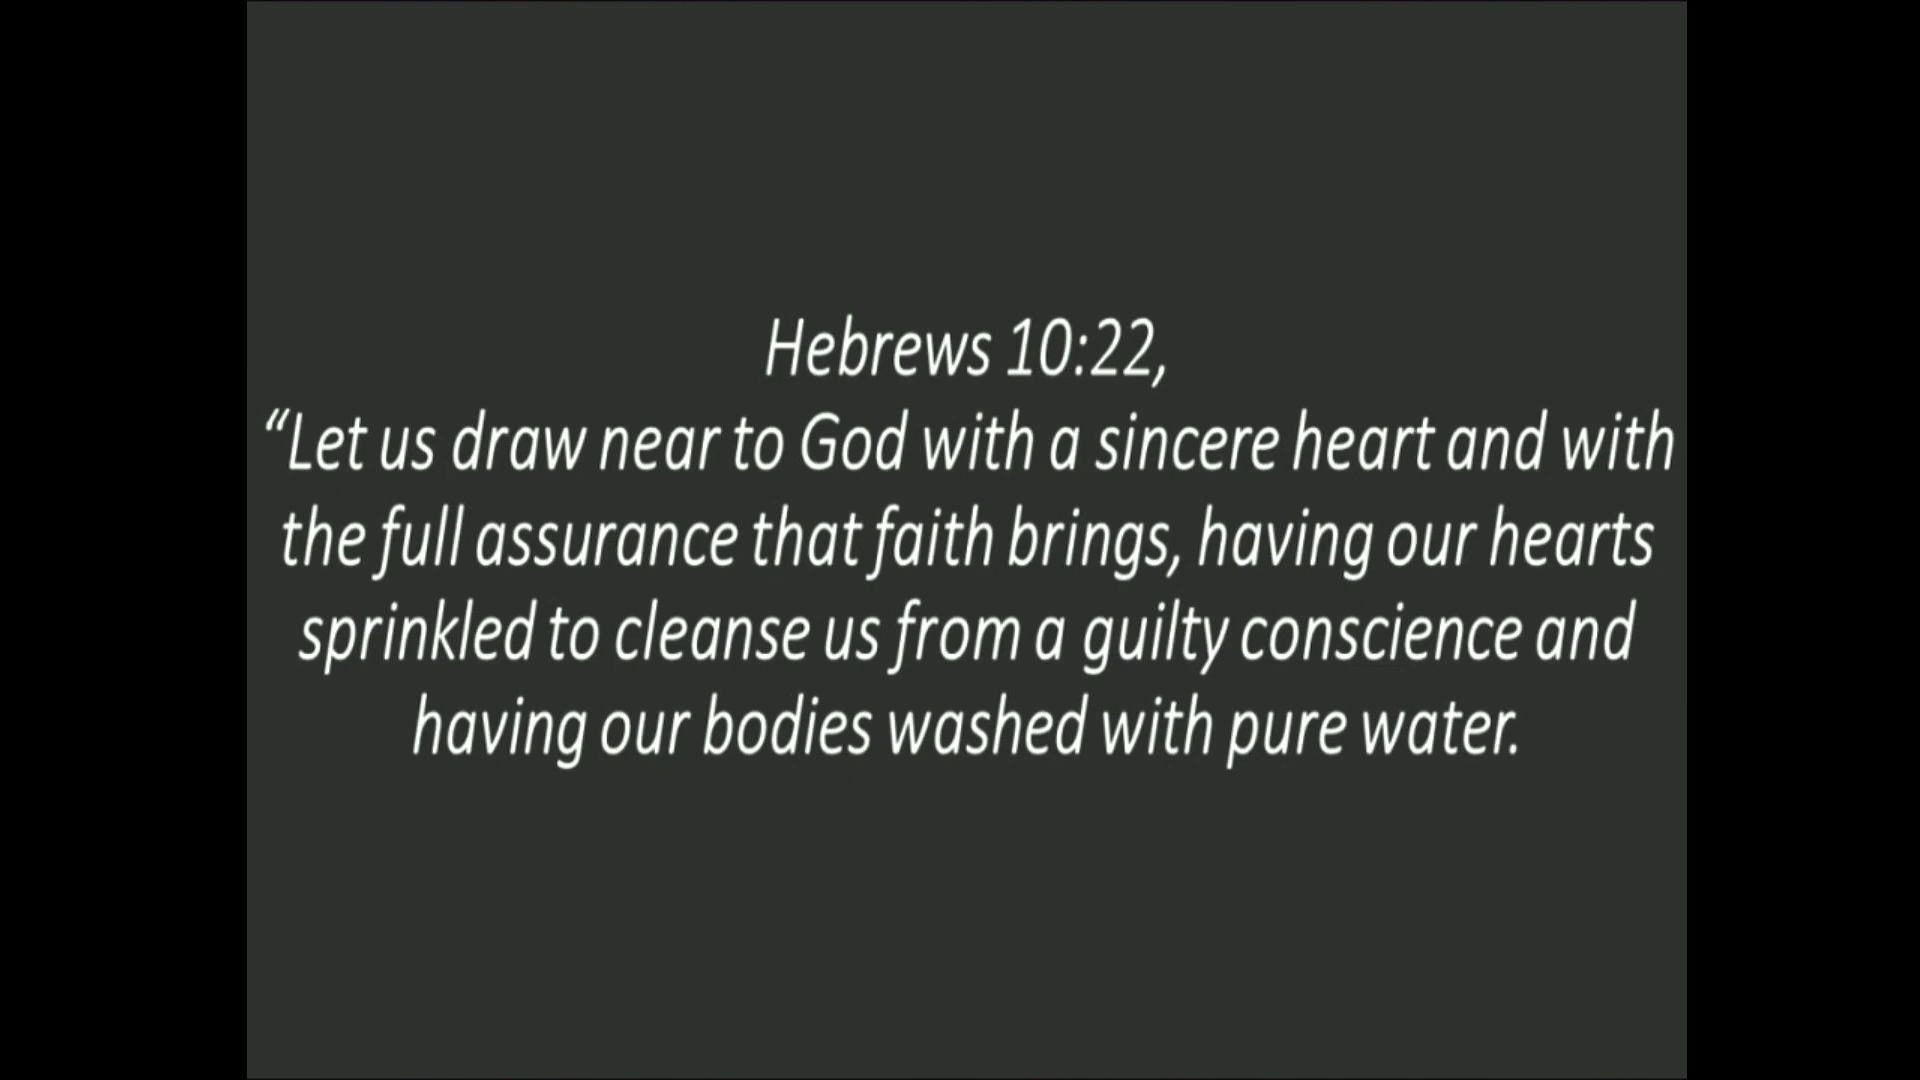 Hebrews 10:22,
“Let us draw near to God with a sincere heart and with
the full assurance that faith brings, having our hearts
sprinkled to cleanse us from a guilty conscience and
having our bodies washed with pure water.